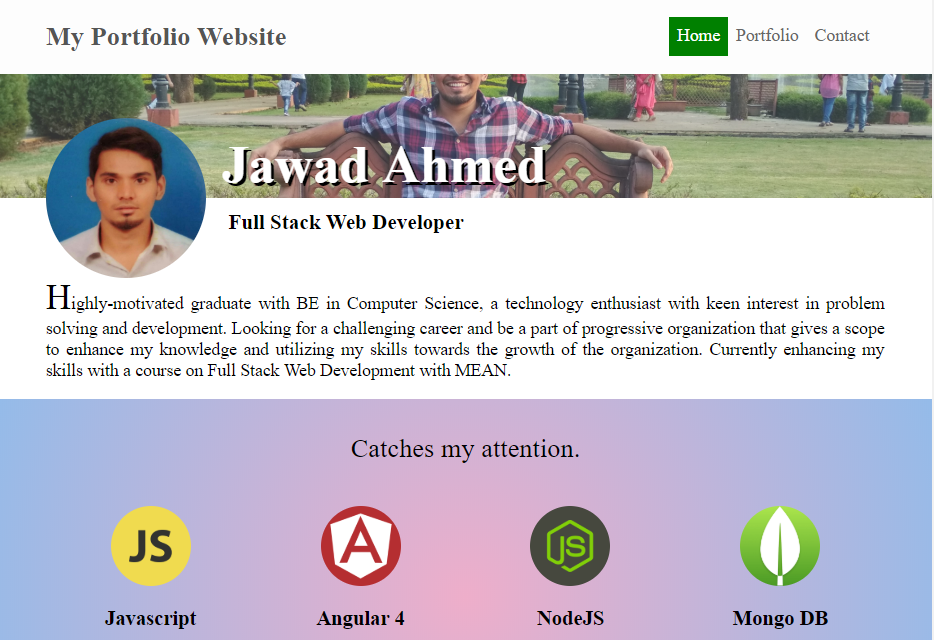 My Portfolio Website
Home Portfolio Contact
Jawad Ahmed
Full Stack Web Developer
Highly-motivated graduate with BE in Computer Science, a technology enthusiast with keen interest in problem
solving and development. Looking for a challenging career and be a part of progressive organization that gives a scope
to enhance my knowledge and utilizing my skills towards the growth of the organization. Currently enhancing my
skills with a course on Full Stack Web Development with MEAN.
Catches my attention.
JS A JS
Javascript Angular 4 NodeJS Mongo DB